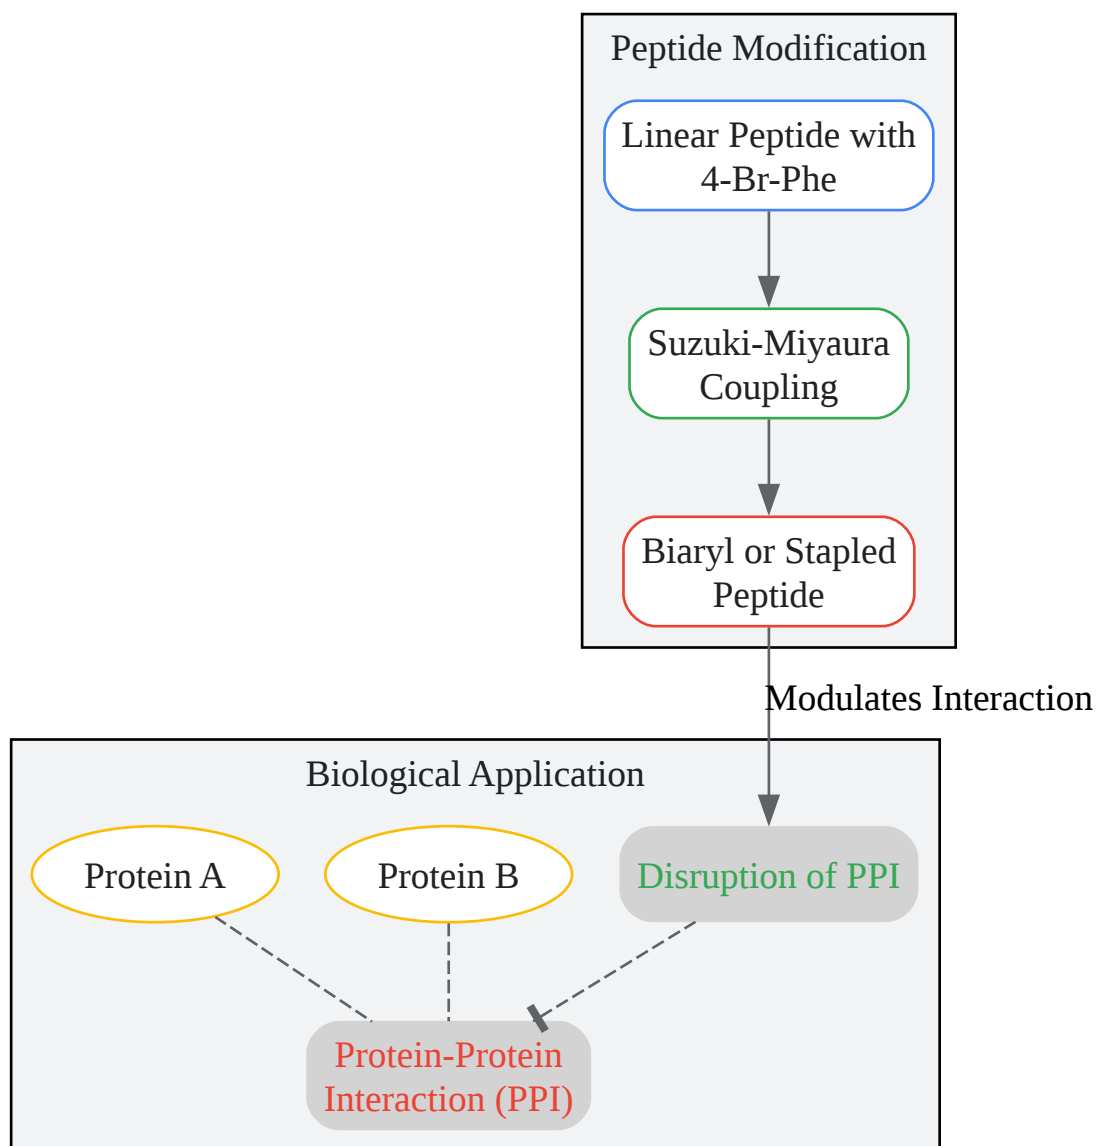 Peptide Modification
Linear Peptide with
4-Br-Phe
Suzuki-Miyaura
Coupling
Biaryl or Stapled
Peptide
Modulates Interaction
Biological Application
Protein A
Protein B
Disruption of PPI
Protein-Protein
Interaction (PPI)